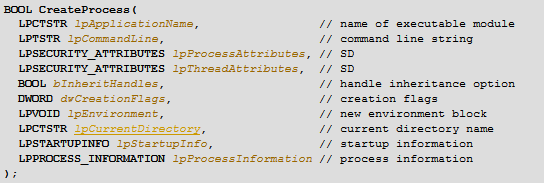 BOOL CreateProcess(
LPCTSTR lpApplicationName, // name of executable module
LPTSTR lpCommandLine, // command line string
LPSECURITY_ATTRIBUTES lpProcessAttributes, // SD
LPSECURITY_ATTRIBUTES lpThreadAttributes, // SD
BOOL bInheritHandles, // handle inheritance option
DWORD dwCreationFlags, // creation flags
LPVOID lpEnvironment, // new environment block
LPCTSTR lpCurrentDirectory, // current directory name
LPSTARTUPINFO lpStartupInfo, // startup information
LPPROCESS_INFORMATION lpProcessInformation // process information
);